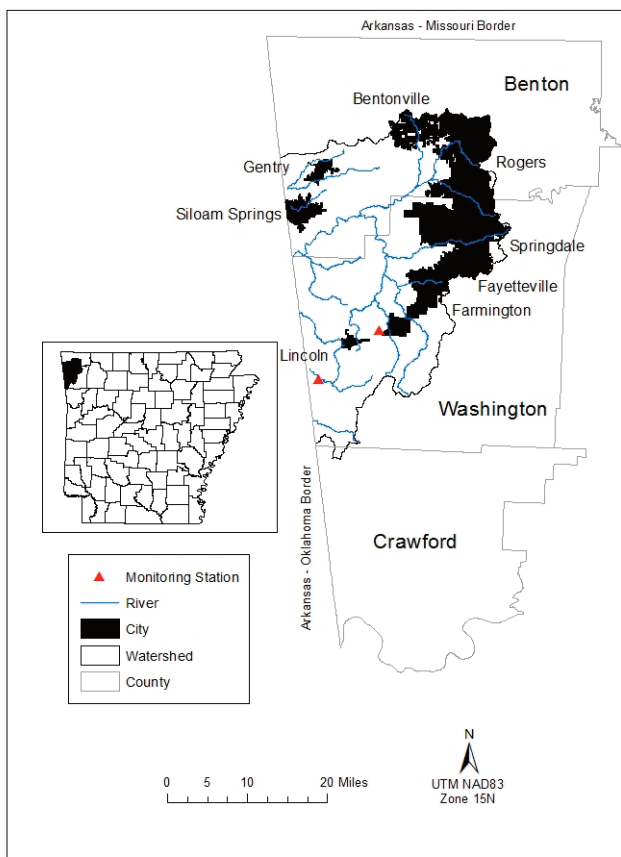 Arkansas - Missouri Border
Benton
Bentonville
Gentry
Rogers
Siloam Springs
Springdale
Fayetteville
Farmington
Lincoln
Washington
Arkansas - Oklahoma Border
Crawford
Monitoring Station
River
City
Watershed
County
N
0 5 10 20 Miles
UTM NAD83
Zone 15N